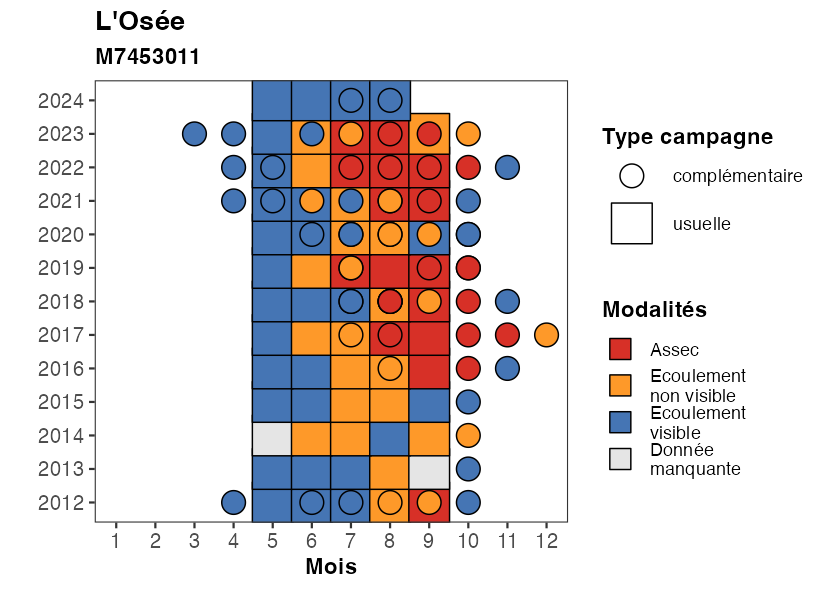 L'Osée
M7453011
2024
2023
2022
2021
2020
2019
2018
2017
2016
2015
2014
2013
2012
1 2 3 4 5 6 7 8 9 10 11 12
Mois
Type campagne
complémentaire
usuelle
Modalités
Assec
Ecoulement
non visible
Ecoulement
visible
Donnée
manquante